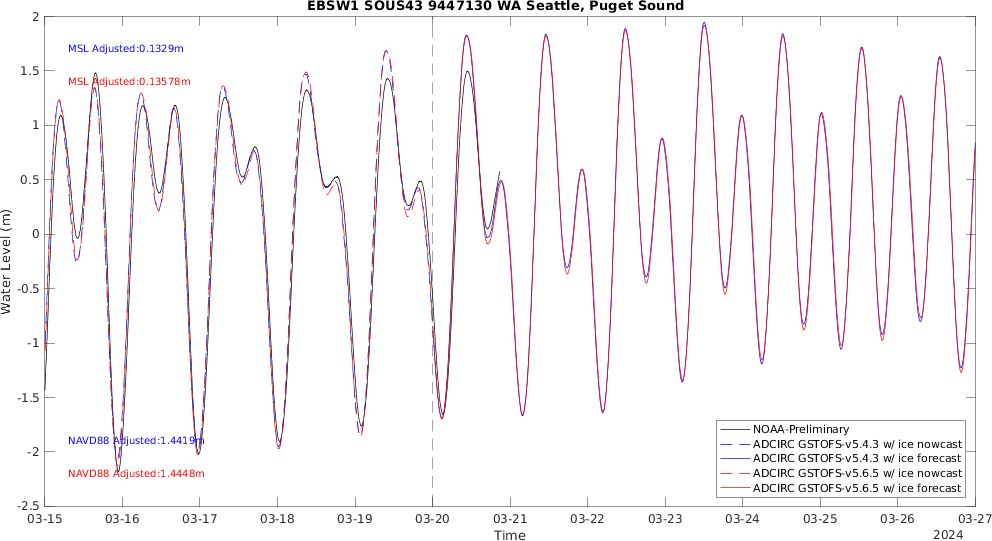 EBSW1 SOUS43 9447130 WA Seattle, Puget Sound
2
1.5
1
0.5
0
-0.5
-1
-1.5
-2
-2.5
Water Level (m)
MSL Adjusted:0.1329m
MSL Adjusted:0.13578m
NAVD88 Adjusted:1.4419m
NAVD88 Adjusted:1.4448m
NOAA-Preliminary
ADCIRC GSTOFS-v5.4.3 w/ ice nowcast
ADCIRC GSTOFS-v5.4.3 w/ ice forecast
ADCIRC GSTOFS-v5.6.5 w/ ice nowcast
ADCIRC GSTOFS-v5.6.5 w/ ice forecast
03-15 03-16 03-17 03-18 03-19 03-20 03-21 03-22 03-23 03-24 03-25 03-26 03-27
Time
2024